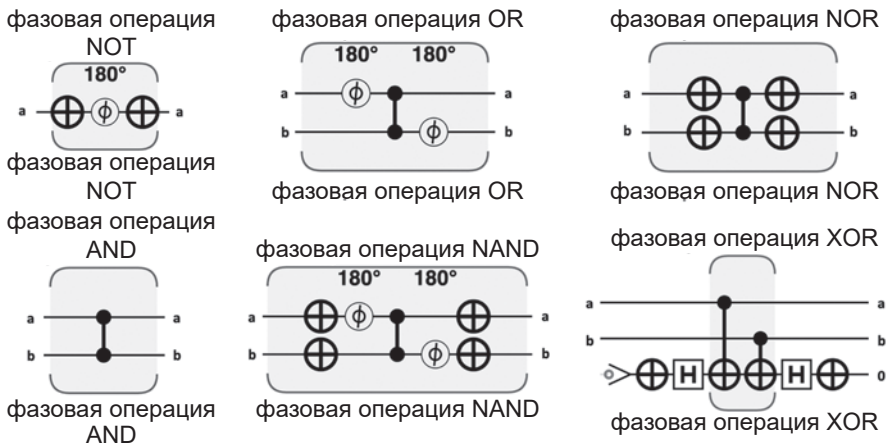 фазовая операция
NOT
180°
a
ϕ
a
фазовая операция
NOT
фазовая операция OR
180° 180°
a ϕ a
b ϕ b
фазовая операция OR
фазовая операция NOR
a a
b b
фазовая операция NOR
фазовая операция
AND
a a
b b
фазовая операция
AND
фазовая операция NAND
180° 180°
a ϕ a
b ϕ b
фазовая операция NAND
фазовая операция XOR
a a
b b
H H 0
фазовая операция XOR